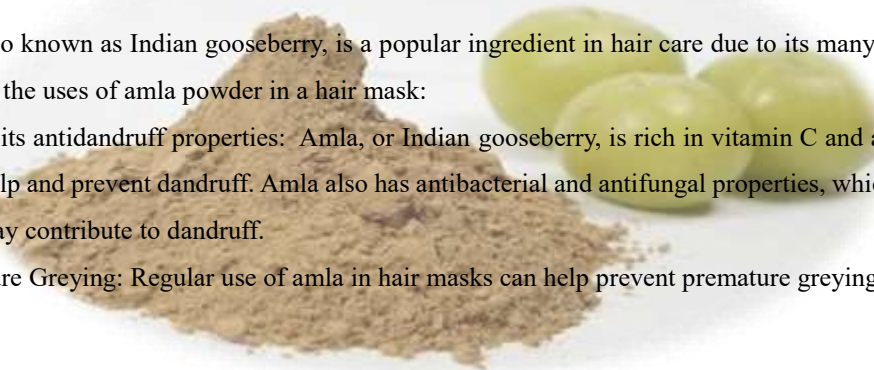 o known as Indian gooseberry, is a popular ingredient in hair care due to its many
the uses of amla powder in a hair mask:
its antidandruff properties: Amla, or Indian gooseberry, is rich in vitamin C and a
lp and prevent dandruff. Amla also has antibacterial and antifungal properties, whi
ay contribute to dandruff.
re Greying: Regular use of amla in hair masks can help prevent premature greying